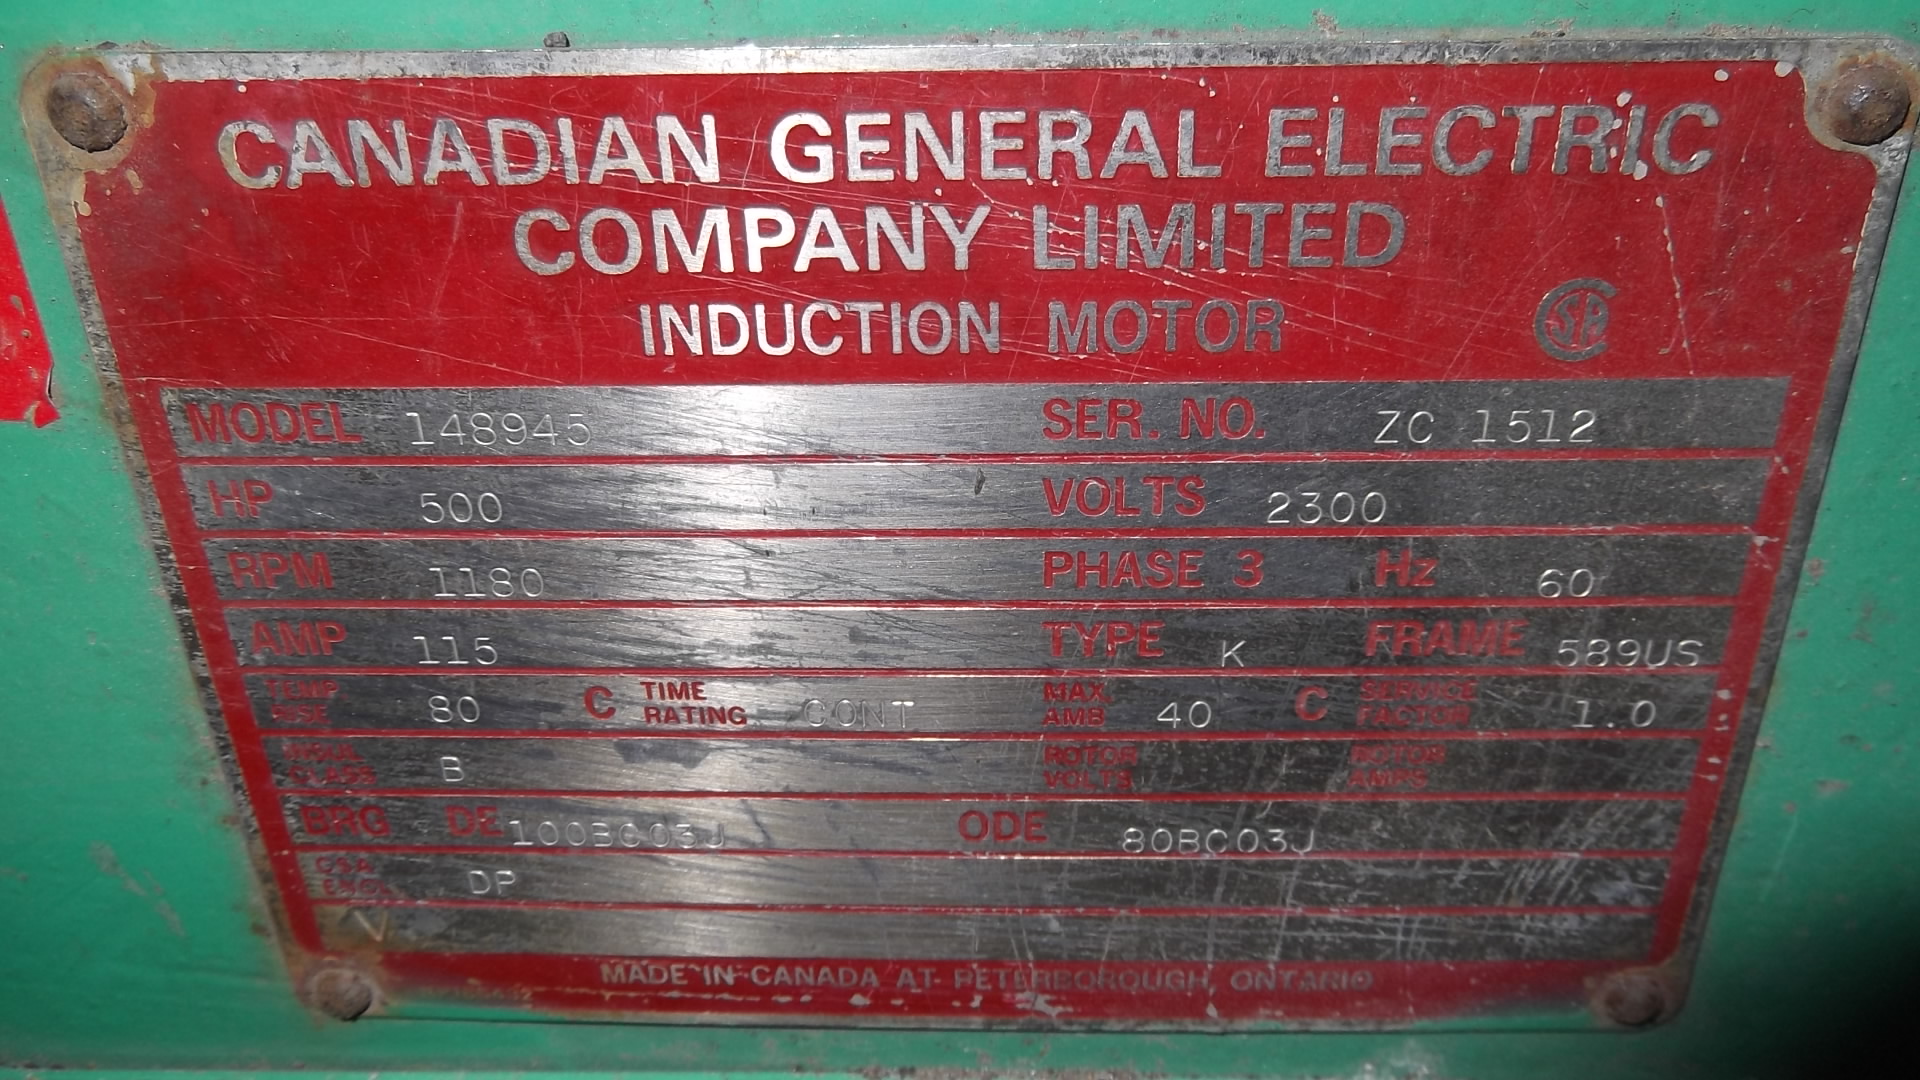 CANADIAN GENERAL ELECTRIC
COMPANY LIMITED
INDUCTION MOTOR
CSA
MODEL 148945 SER. NO. ZC 1512
HP 500 VOLTS 2300
RPM 1180 PHASE 3 Hz 60
AMP 115 TYPE K FRAME 589US
TEMP. RISE 80 C TIME RATING CONT MAX. AMB 40 C SERVICE FACTOR 1.0
INSUL CLASS B ROTOR VOLTS ROTOR AMPS
BRG DE 100BC03J ODE 80BC03J
CSA ENCL. DP
V
MADE IN CANADA AT PETERBOROUGH, ONTARIO